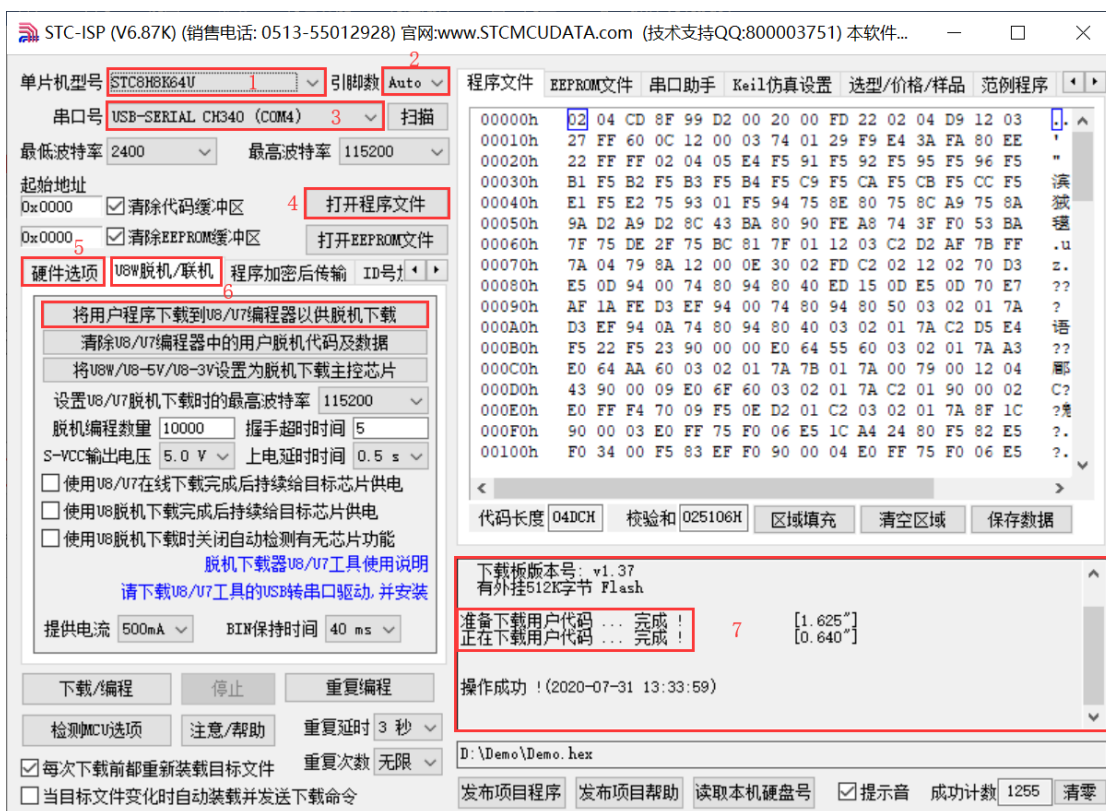 STC-ISP (V6.87K) (销售电话: 0513-55012928) 官网:www.STCMCUDATA.com (技术支持QQ:800003751) 本软件...
单片机型号 STC8H8K64U 1 引脚数 Auto 2
串口号 USB-SERIAL CH340 (COM4) 3 扫描
最低波特率 2400 最高波特率 115200
起始地址
0x0000 清除代码缓冲区 4 打开程序文件
0x0000 清除EEPROM缓冲区 打开EEPROM文件
5
硬件选项 U8W脱机/联机 程序加密后传输 ID号
6
将用户程序下载到U8/U7编程器以供脱机下载
清除U8/U7编程器中的用户脱机代码及数据
将U8W/U8-5V/U8-3V设置为脱机下载主控芯片
设置U8/U7脱机下载时的最高波特率 115200
脱机编程数量 10000 握手超时时间 5
S-VCC输出电压 5.0 V 上电延时时间 0.5 s
使用U8/U7在线下载完成后持续给目标芯片供电
使用U8脱机下载完成后持续给目标芯片供电
使用U8脱机下载时关闭自动检测有无芯片功能
脱机下载器U8/U7工具使用说明
请下载U8/U7工具的USB转串口驱动,并安装
提供电流 500mA BIN保持时间 40 ms
下载/编程 停止 重复编程
检测MCU选项 注意/帮助 重复延时 3 秒
每次下载前都重新装载目标文件 重复次数 无限
当目标文件变化时自动装载并发送下载命令
程序文件 EEPROM文件 串口助手 Keil仿真设置 选型/价格/样品 范例程序
00000h 02 04 CD 8F 99 D2 00 20 00 FD 22 02 04 D9 12 03 ..
00010h 27 FF 60 0C 12 00 03 74 01 29 F9 E4 3A FA 80 EE '
00020h 22 FF FF 02 04 05 E4 F5 91 F5 92 F5 95 F5 96 F5 "
00030h B1 F5 B2 F5 B3 F5 B4 F5 C9 F5 CA F5 CB F5 CC F5 滨
00040h E1 F5 E2 75 93 01 F5 94 75 8E 80 75 8C A9 75 8A
00050h 9A D2 A9 D2 8C 43 BA 80 90 FE A8 74 3F F0 53 BA
00060h 7F 75 DE 2F 75 BC 81 7F 01 12 03 C2 D2 AF 7B FF .u
00070h 7A 04 79 8A 12 00 0E 30 02 FD C2 02 12 02 70 D3 z.
00080h E5 0D 94 00 74 80 94 80 40 ED 15 0D E5 0D 70 E7 ??
00090h AF 1A FE D3 EF 94 00 74 80 94 80 50 03 02 01 7A ?
000A0h D3 EF 94 0A 74 80 94 80 40 03 02 01 7A C2 D5 E4 语
000B0h F5 22 F5 23 90 00 00 E0 64 55 60 03 02 01 7A A3 ??
000C0h E0 64 AA 60 03 02 01 7A 7B 01 7A 00 79 00 12 04 郿
000D0h 43 90 00 09 E0 6F 60 03 02 01 7A C2 01 90 00 02 C?
000E0h E0 FF F4 70 09 F5 0E D2 01 C2 03 02 01 7A 8F 1C
000F0h 90 00 03 E0 FF 75 F0 06 E5 1C A4 24 80 F5 82 E5 ?.
00100h F0 34 00 F5 83 EF F0 90 00 04 E0 FF 75 F0 06 E5 ?.
代码长度 04DCH 校验和 025106H 区域填充 清空区域 保存数据
下载板版本号: v1.37
有外挂512K字节 Flash
准备下载用户代码 ... 完成 ! [1.625"]
正在下载用户代码 ... 完成 ! 7 [0.640"]
操作成功 !(2020-07-31 13:33:59)
D:\Demo\Demo.hex
发布项目程序 发布项目帮助 读取本机硬盘号 提示音 成功计数 1255 清零